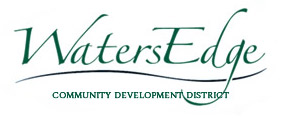 WatersEdge
COMMUNITY DEVELOPMENT DISTRICT